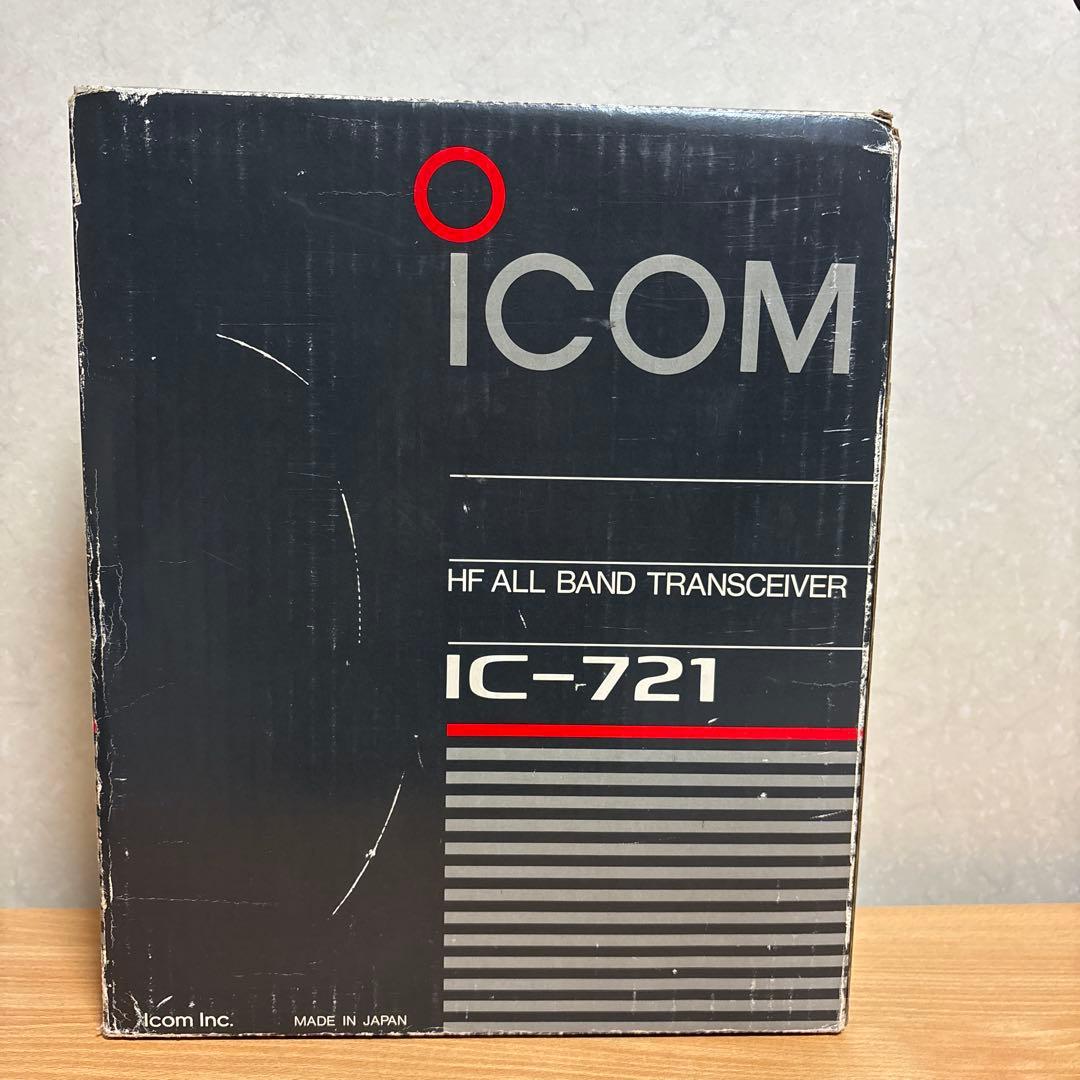 ICOM
HF ALL BAND TRANSCEIVER
IC-721
Icom Inc.
MADE IN JAPAN